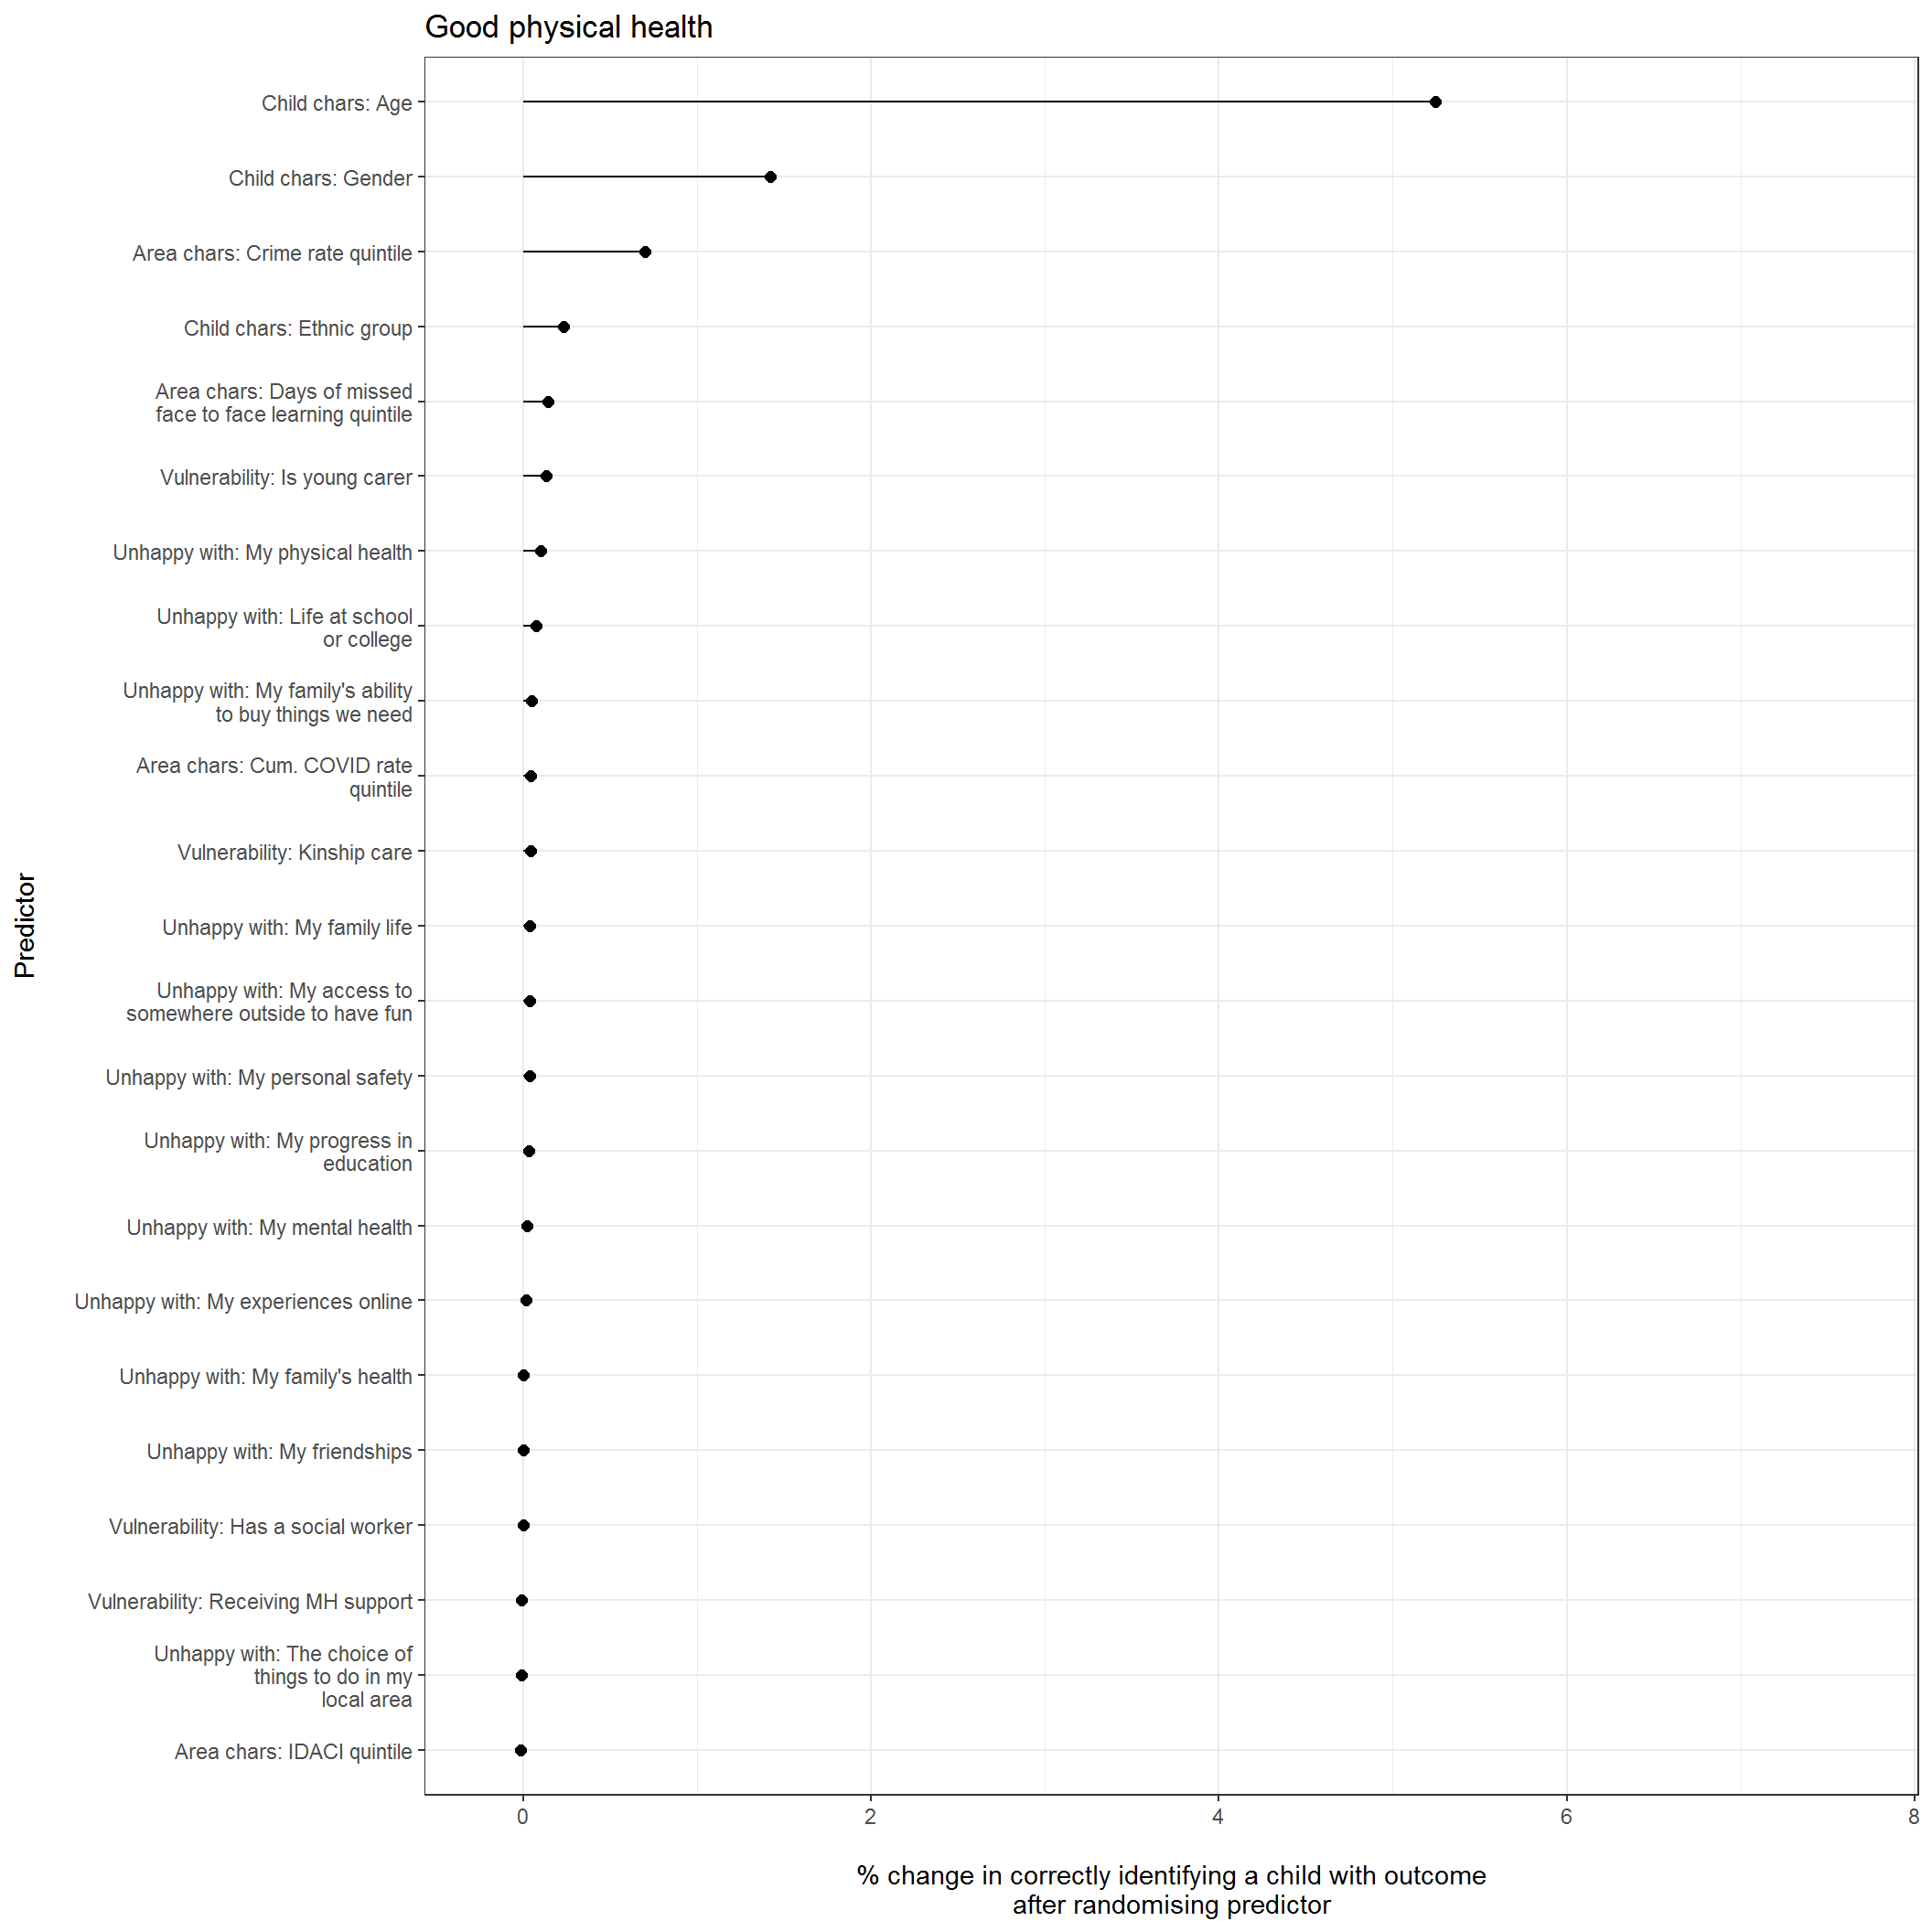 Good physical health
Child chars: Age
Child chars: Gender
Area chars: Crime rate quintile
Child chars: Ethnic group
Area chars: Days of missed
face to face learning quintile
Vulnerability: Is young carer
Unhappy with: My physical health
Unhappy with: Life at school
or college
Unhappy with: My family's ability
to buy things we need
Area chars: Cum. COVID rate
quintile
Vulnerability: Kinship care
Unhappy with: My family life
Unhappy with: My access to
somewhere outside to have fun
Unhappy with: My personal safety
Unhappy with: My progress in
education
Unhappy with: My mental health
Unhappy with: My experiences online
Unhappy with: My family's health
Unhappy with: My friendships
Vulnerability: Has a social worker
Vulnerability: Receiving MH support
Unhappy with: The choice of
things to do in my
local area
Area chars: IDACI quintile
Predictor
0 2 4 6 8
% change in correctly identifying a child with outcome
after randomising predictor